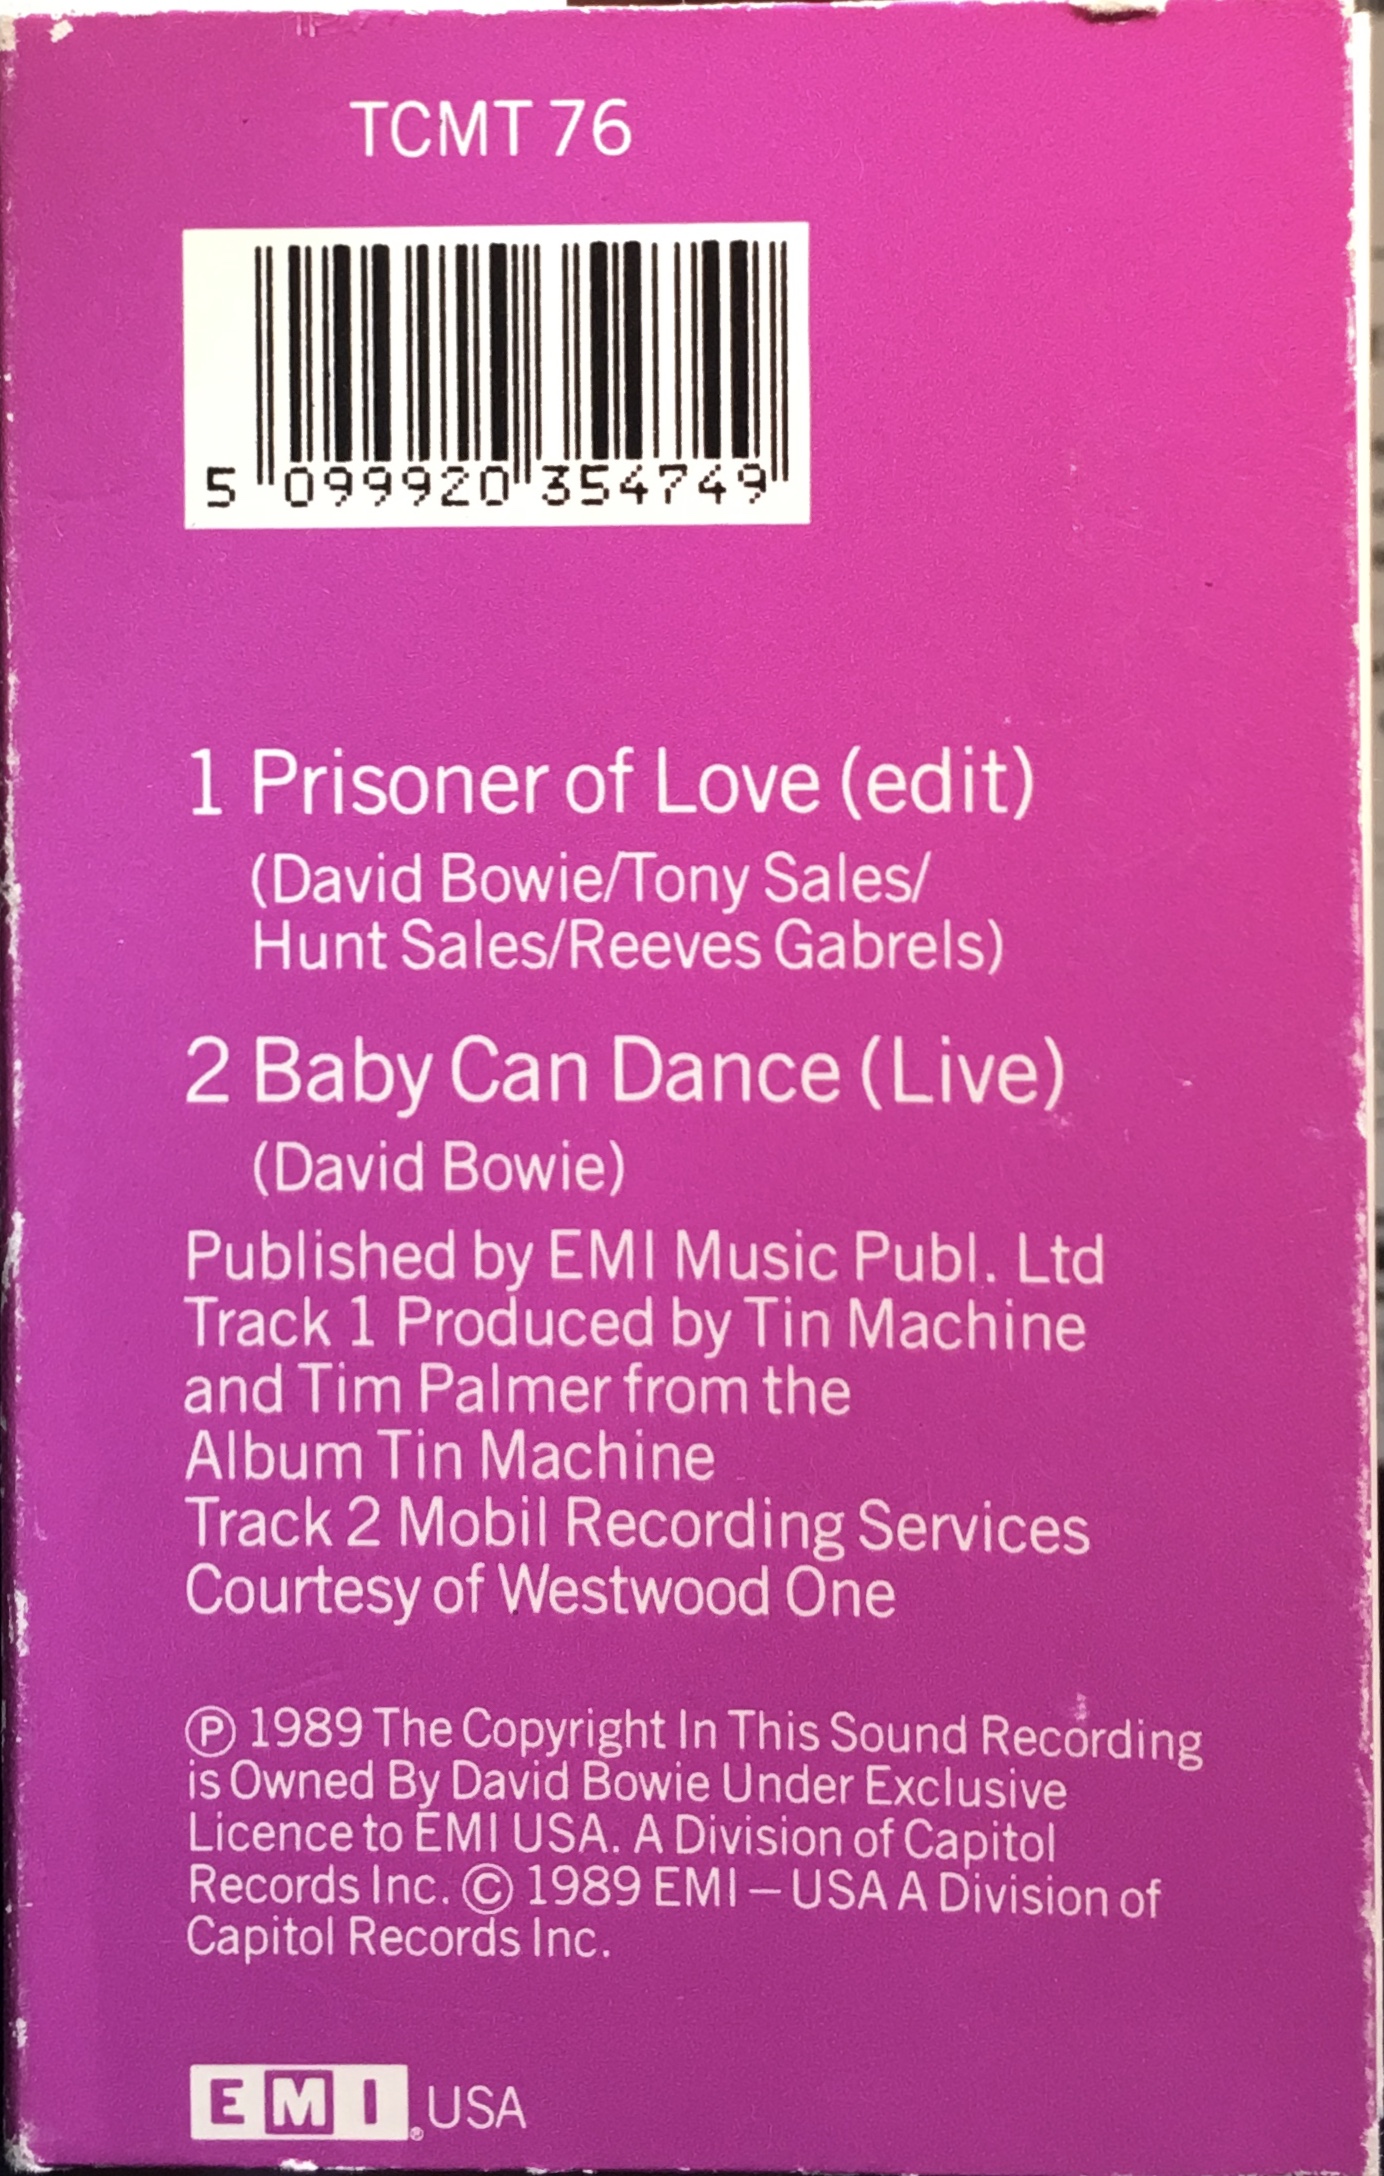 TCMT 76
5 099920 354749
1 Prisoner of Love (edit)
(David Bowie/Tony Sales/
Hunt Sales/Reeves Gabrels)
2 Baby Can Dance (Live)
(David Bowie)
Published by EMI Music Publ. Ltd
Track 1 Produced by Tin Machine
and Tim Palmer from the
Album Tin Machine
Track 2 Mobil Recording Services
Courtesy of Westwood One
℗ 1989 The Copyright In This Sound Recording
is Owned By David Bowie Under Exclusive
Licence to EMI USA. A Division of Capitol
Records Inc. © 1989 EMI – USA A Division of
Capitol Records Inc.
EMI® USA